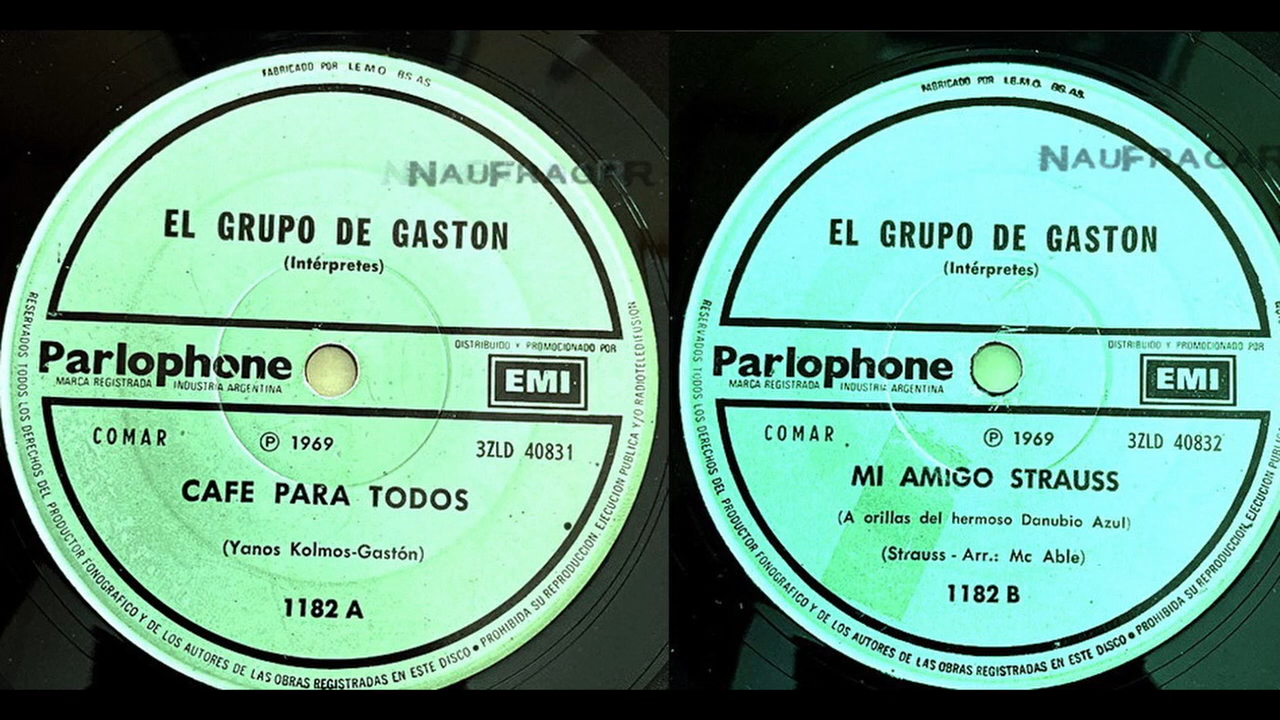 FABRICADO POR LEMO BS AS
NAUFRAGAR
EL GRUPO DE GASTON
(Intérpretes)
Parlophone
MARCA REGISTRADA INDUSTRIA ARGENTINA
DISTRIBUIDO Y PROMOCIONADO POR
EMI
COMAR
℗ 1969
3ZLD 40831
CAFE PARA TODOS
(Yanos Kolmos-Gastón)
1182 A
RESERVADOS TODOS LOS DERECHOS DEL PRODUCTOR FONOGRAFICO Y DE LOS AUTORES DE LAS OBRAS REGISTRADAS EN ESTE DISCO ● PROHIBIDA SU REPRODUCCION, EJECUCION PUBLICA Y/O RADIOTELEDIFUSION
FABRICADO POR LE.M.O. BS. AS.
NAUFRAGAR
EL GRUPO DE GASTON
(Intérpretes)
Parlophone
MARCA REGISTRADA INDUSTRIA ARGENTINA
DISTRIBUIDO Y PROMOCIONADO POR
EMI
COMAR
℗ 1969
3ZLD 40832
MI AMIGO STRAUSS
(A orillas del hermoso Danubio Azul)
(Strauss - Arr.: Mc Able)
1182 B
RESERVADOS TODOS LOS DERECHOS DEL PRODUCTOR FONOGRAFICO Y DE LOS AUTORES DE LAS OBRAS REGISTRADAS EN ESTE DISCO ● PROHIBIDA SU REPRODUCCION, EJECUCION PUBLICA